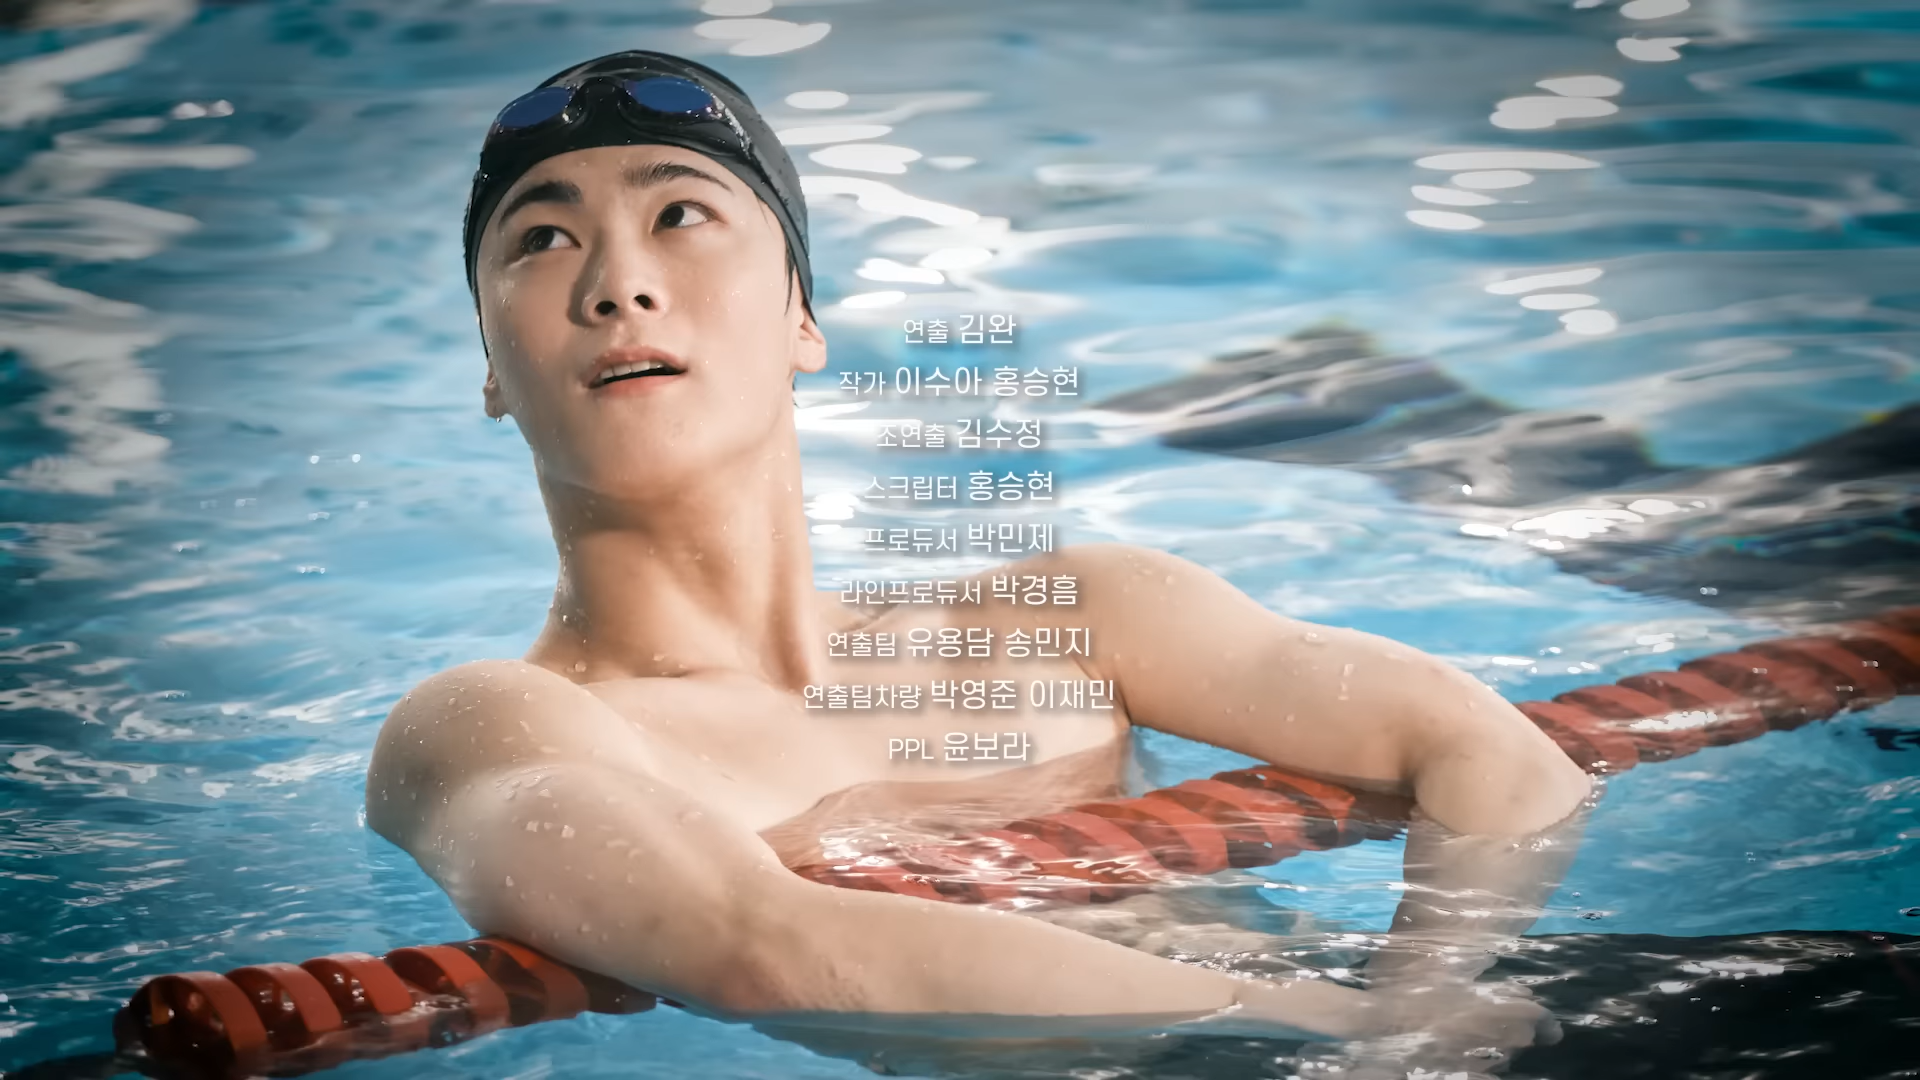 연출 김완
작가 이수아 홍승현
조연출 김수정
스크립터 홍승현
프로듀서 박민제
라인프로듀서 박경흠
연출팀 유용담 송민지
연출팀차량 박영준 이재민
PPL 윤보라